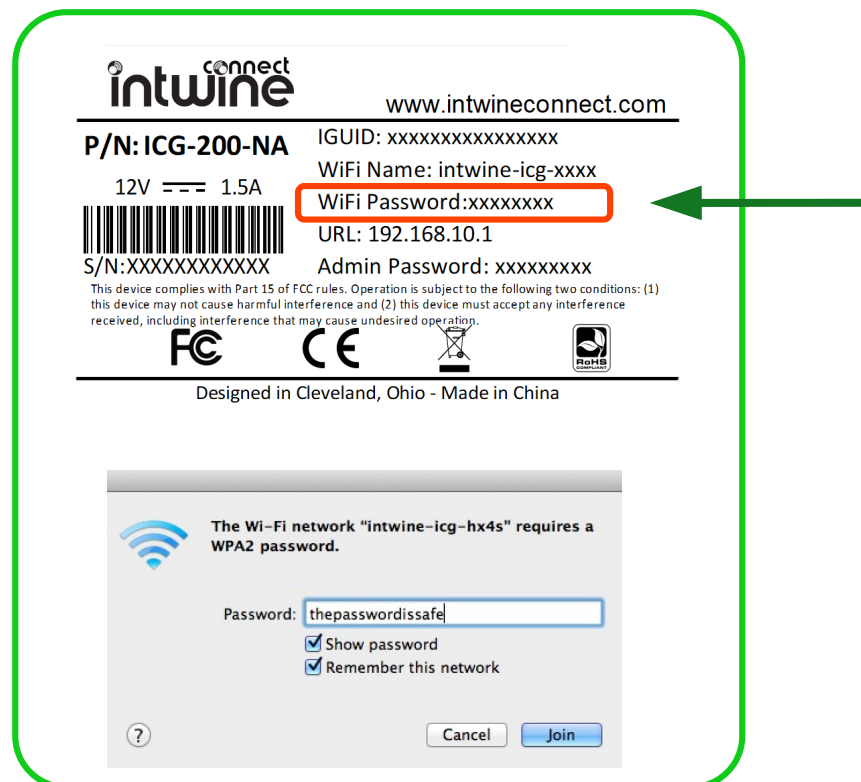 connect
intwine
www.intwineconnect.com
P/N: ICG-200-NA
IGUID: xxxxxxxxxxxxxxxx
WiFi Name: intwine-icg-xxxx
12V 1.5A
WiFi Password:xxxxxxxx
URL: 192.168.10.1
S/N:XXXXXXXXXXXX
Admin Password: xxxxxxxxx
This device complies with Part 15 of FCC rules. Operation is subject to the following two conditions: (1)
this device may not cause harmful interference and (2) this device must accept any interference
received, including interference that may cause undesired operation.
FC CE RoHS
COMPLIANT
Designed in Cleveland, Ohio - Made in China
The Wi-Fi network “intwine-icg-hx4s” requires a
WPA2 password.
Password: thepasswordissafe
Show password
Remember this network
? Cancel Join